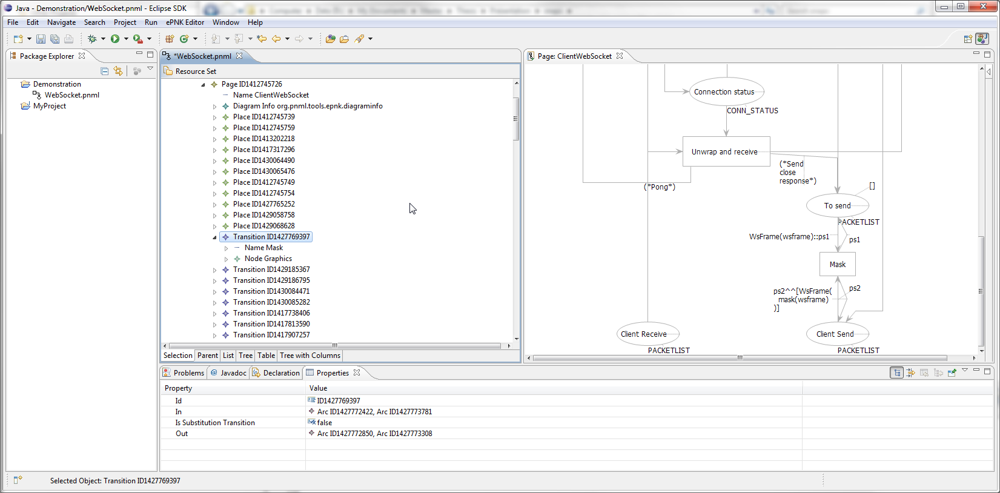 Java - Demonstration/WebSocket.pnml - Eclipse SDK
File Edit Navigate Search Project Run ePNK Editor Window Help
Package Explorer
Demonstration
WebSocket.pnml
MyProject
*WebSocket.pnml
Resource Set
Page ID1412745726
Name ClientWebSocket
Diagram Info org.pnml.tools.epnk.diagraminfo
Place ID1412745739
Place ID1412745759
Place ID1413202218
Place ID1417317296
Place ID1430064490
Place ID1430065476
Place ID1412745749
Place ID1412745754
Place ID1427765252
Place ID1429058758
Place ID1429068628
Transition ID1427769397
Name Mask
Node Graphics
Transition ID1429185367
Transition ID1429186795
Transition ID1430084471
Transition ID1430085282
Transition ID1417738406
Transition ID1417813590
Transition ID1417907257
Selection Parent List Tree Table Tree with Columns
Page: ClientWebSocket
Connection status
CONN_STATUS
Unwrap and receive
(*Send
close
response*)
(*Pong*)
[]
To send
PACKETLIST
WsFrame(wsframe)::ps1
ps1
Mask
ps2
ps2^^[WsFrame(
mask(wsframe)
)]
Client Receive
PACKETLIST
Client Send
PACKETLIST
Problems @ Javadoc Declaration Properties
Property Value
Id ID1427769397
In Arc ID1427772422, Arc ID1427773781
Is Substitution Transition false
Out Arc ID1427772850, Arc ID1427773308
Selected Object: Transition ID1427769397